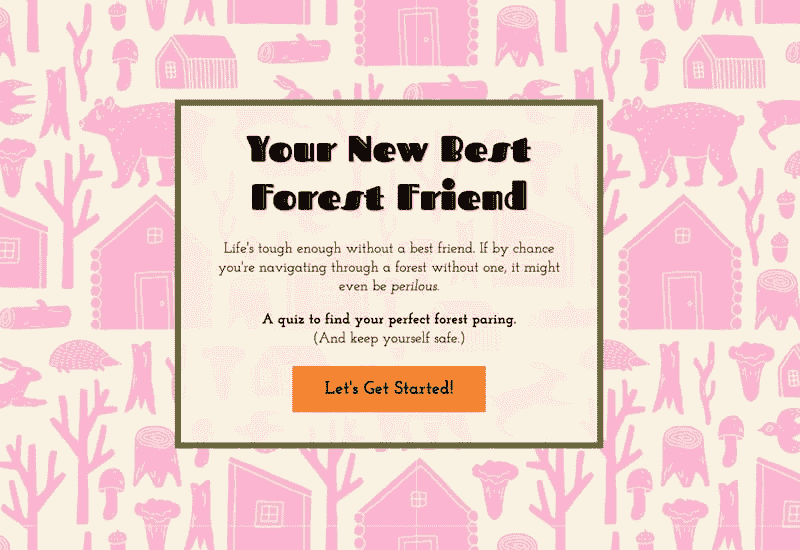 Your New Best
Forest Friend
Life's tough enough without a best friend. If by chance
you're navigating through a forest without one, it might
even be perilous.
A quiz to find your perfect forest paring.
(And keep yourself safe.)
Let's Get Started!